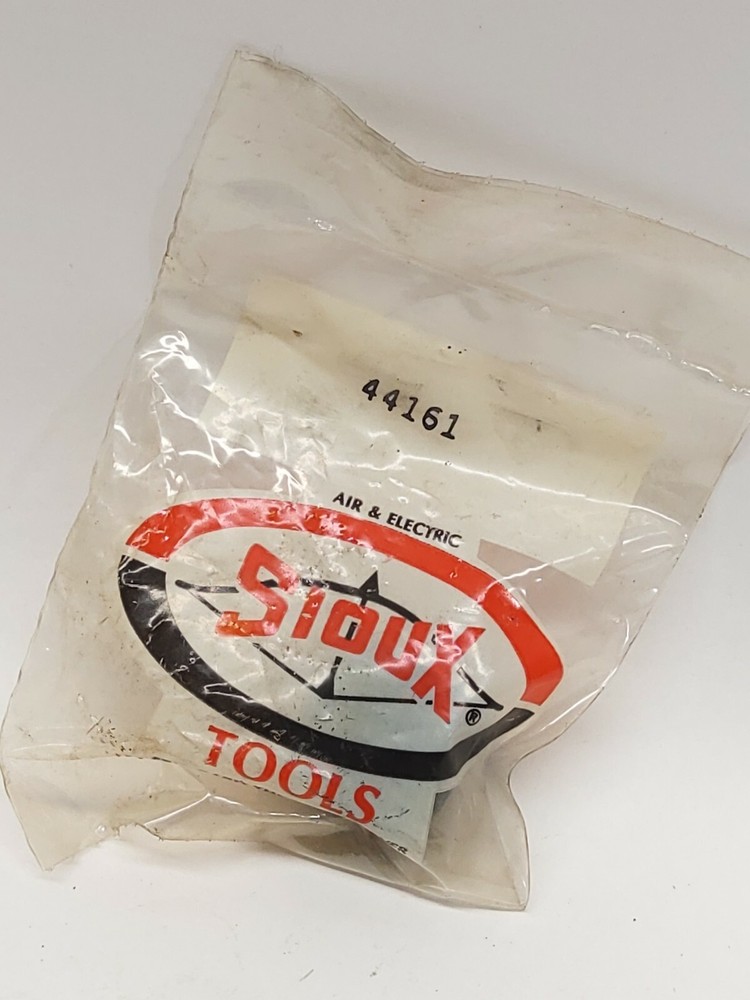 44161
AIR & ELECTRIC
SIOUX
®
TOOLS